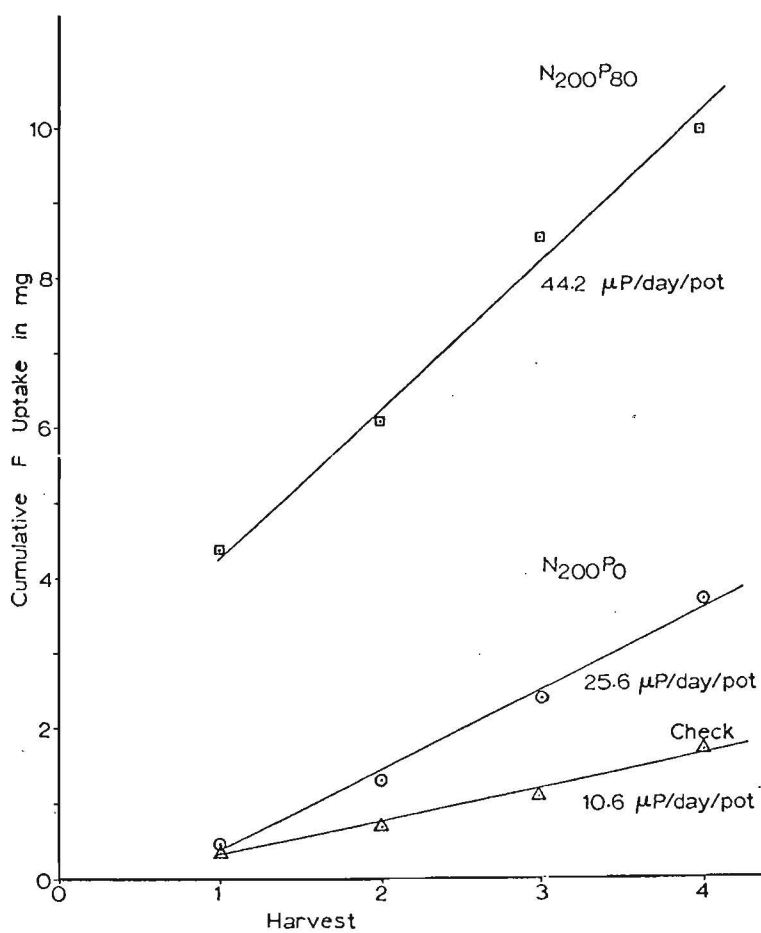 N200P80
10
8
44.2 µP/day/pot
Cumulative P Uptake in mg
6
4
N200P0
25.6 µP/day/pot
2
Check
10.6 µP/day/pot
0
0 1 2 3 4
Harvest